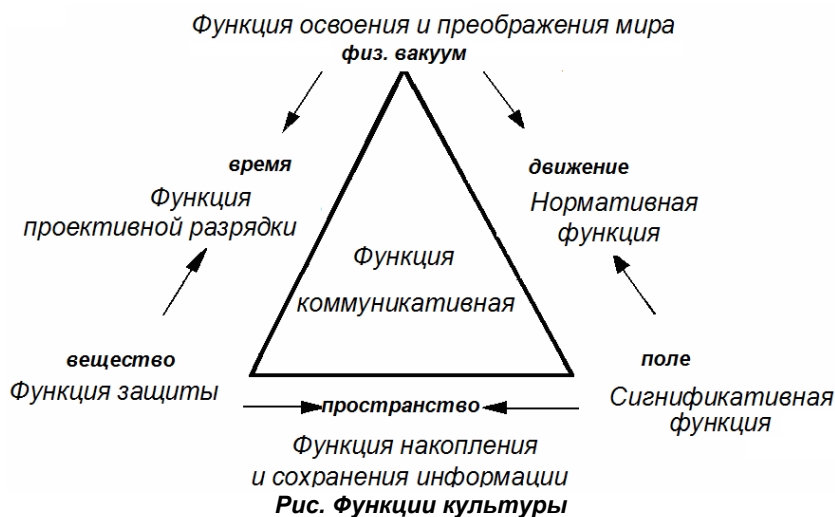 Функция освоения и преображения мира
физ. вакуум
время
движение
Функция
проективной разрядки
Нормативная
функция
Функция
коммуникативная
вещество
Функция защиты
поле
Сигнификативная
функция
пространство
Функция накопления
и сохранения информации
Рис. Функции культуры